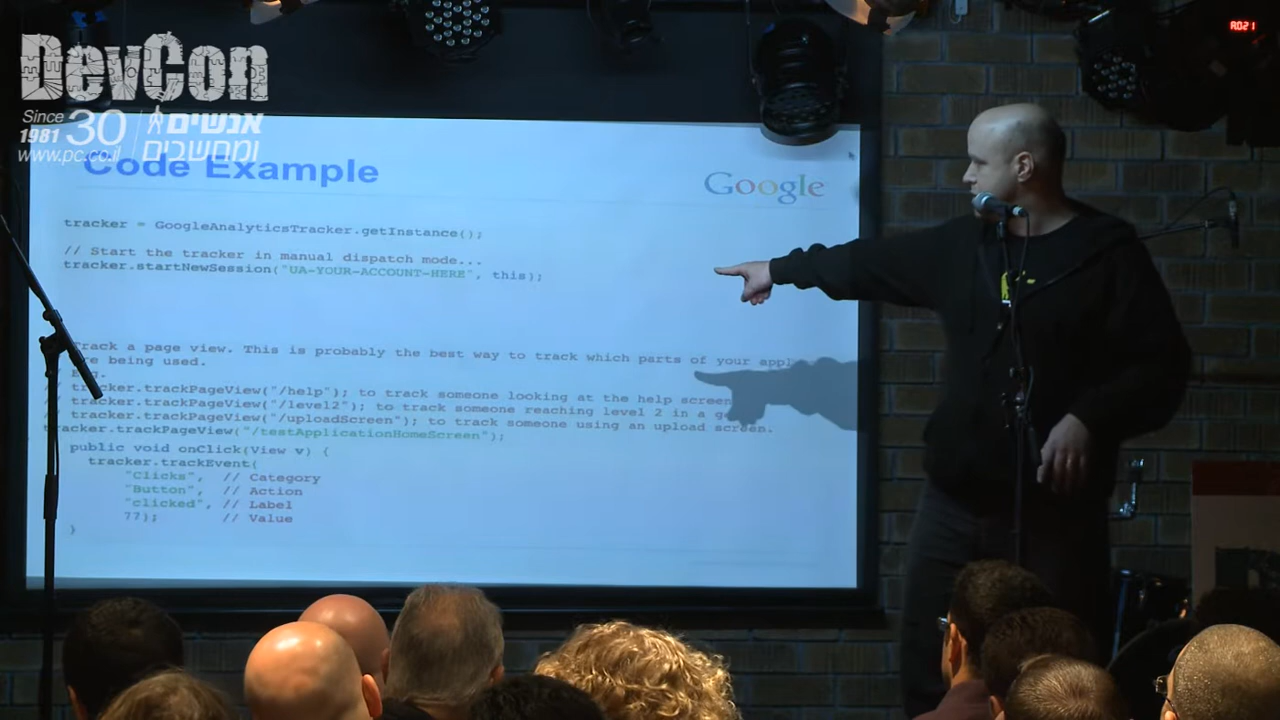 DevCon
Since
1981
30
אנשים
ומחשבים
www.pc.co.il
Code Example
Google
tracker = GoogleAnalyticsTracker.getInstance();
// Start the tracker in manual dispatch mode...
tracker.startNewSession("UA-YOUR-ACCOUNT-HERE", this);
rack a page view. This is probably the best way to track which parts of your appl
re being used.
tracker.trackPageView("/help"); to track someone looking at the help screen
tracker.trackPageView("/level2"); to track someone reaching level 2 in a g
/ tracker.trackPageView("/uploadScreen"); to track someone using an upload screen.
tracker.trackPageView("/testApplicationHomeScreen");
public void onClick(View v) {
tracker.trackEvent(
"Clicks", // Category
"Button", // Action
"clicked", // Label
77); // Value
}
A021